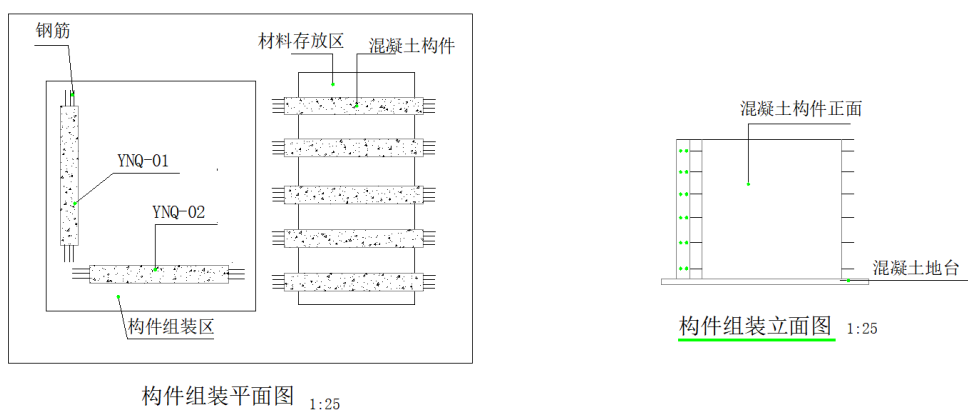 钢筋
材料存放区
混凝土构件
YNQ-01
YNQ-02
构件组装区
构件组装平面图 1:25
混凝土构件正面
混凝土地台
构件组装立面图 1:25